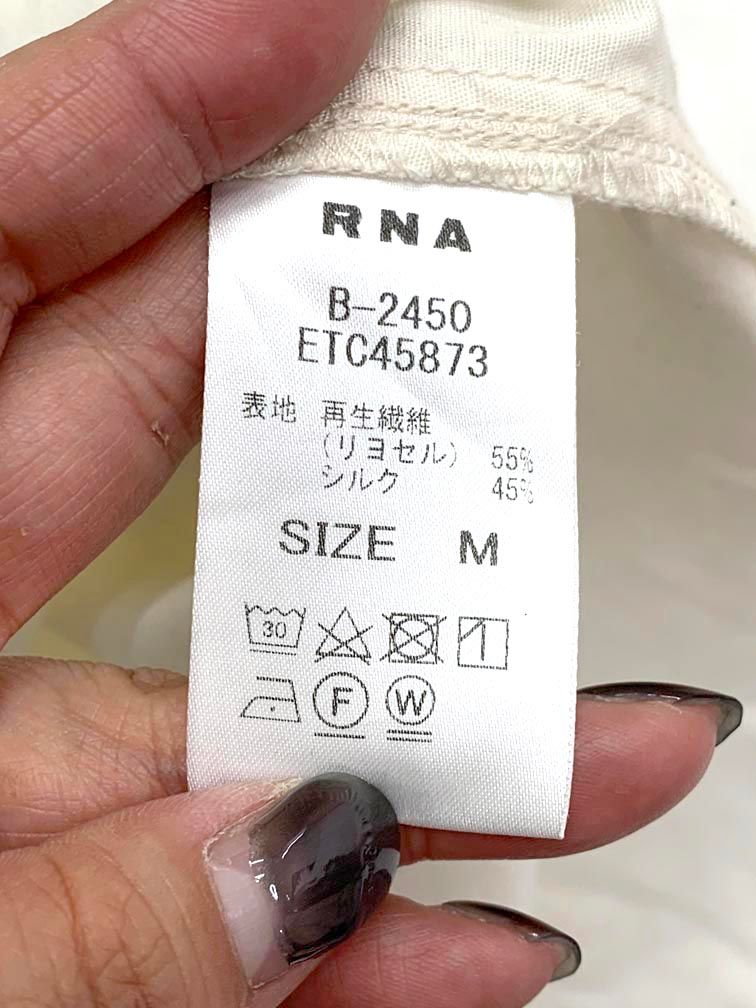 RNA
B-2450
ETC45873
表地 再生繊維
(リヨセル) 55%
シルク 45%
SIZE M
30
F W